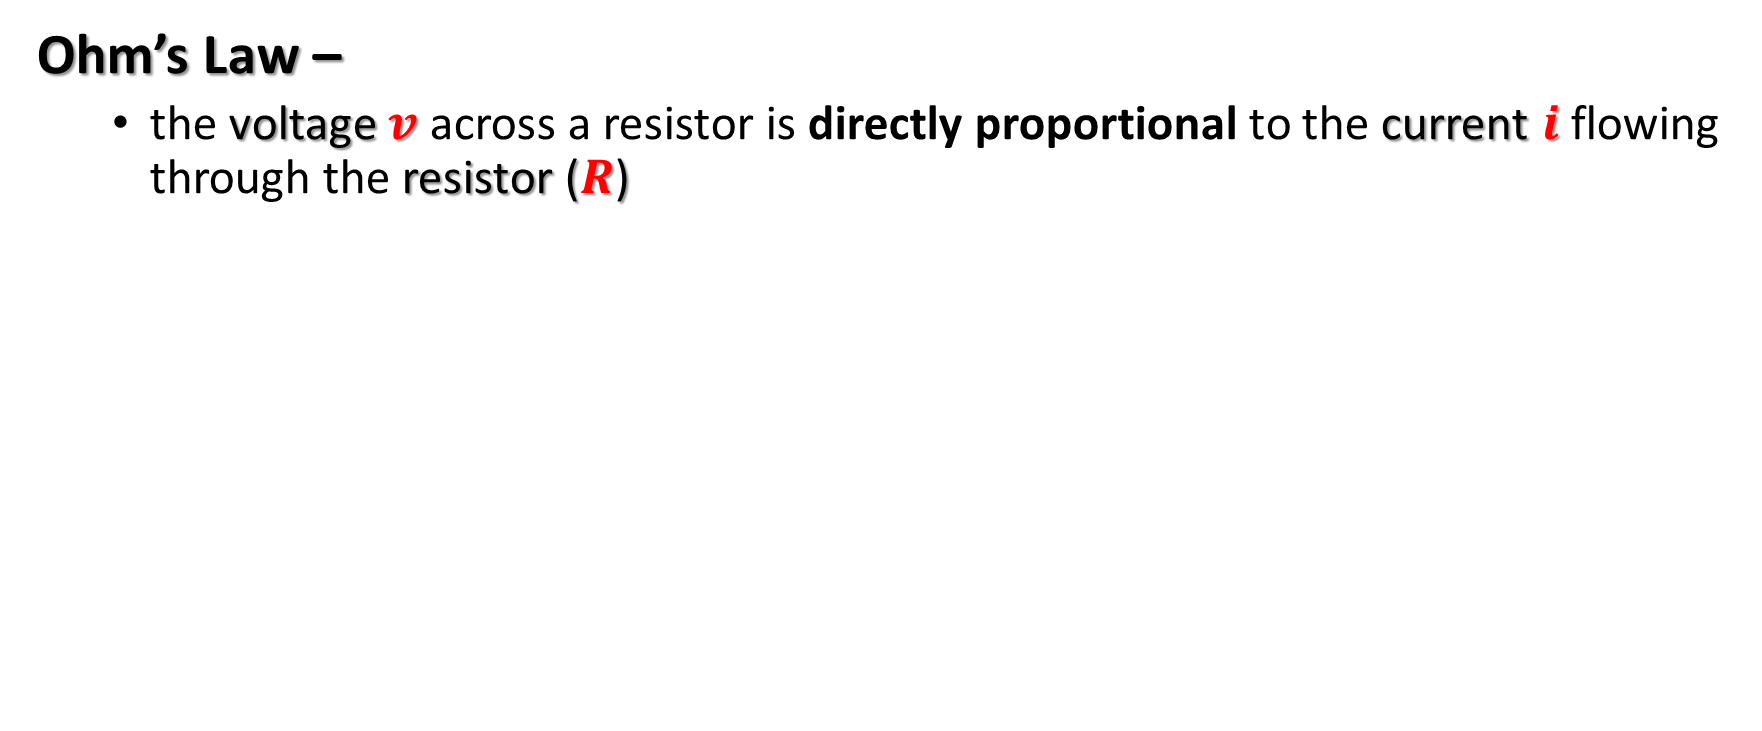 Ohm’s Law –
• the voltage v across a resistor is directly proportional to the current i flowing
through the resistor (R)